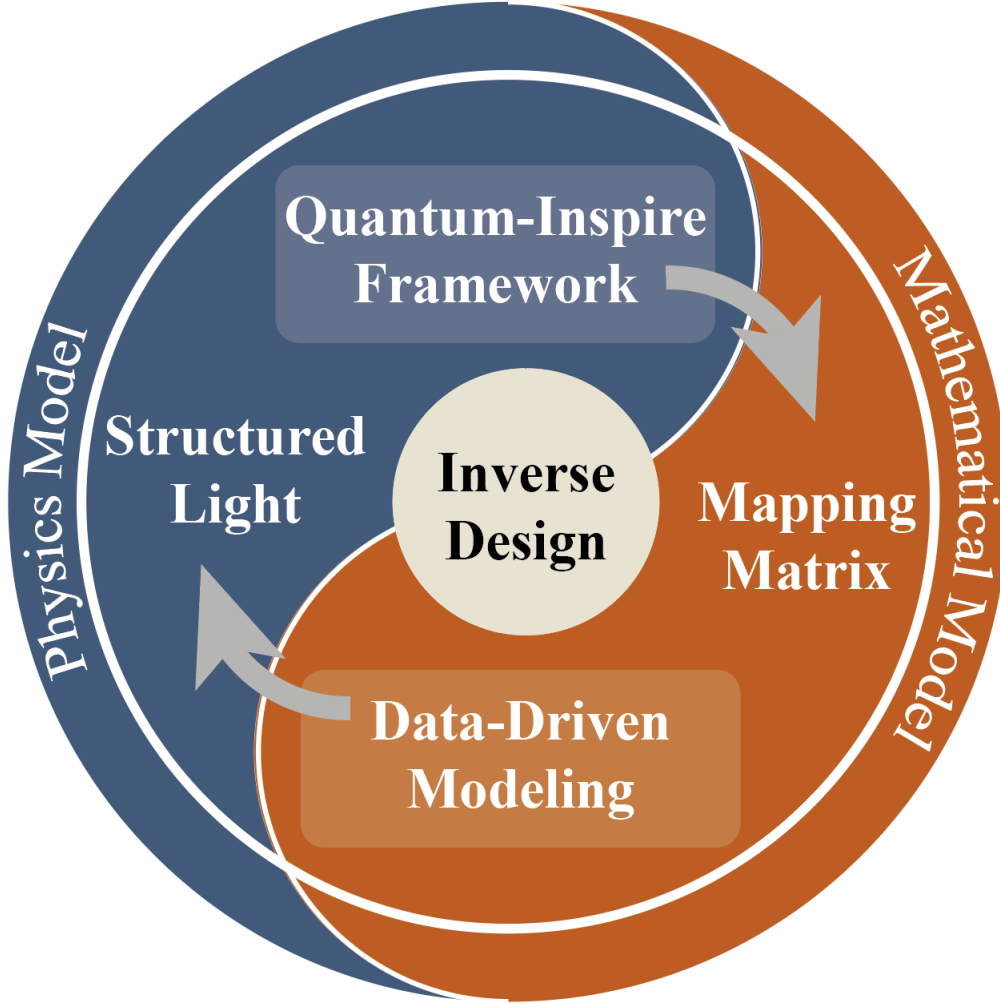 Quantum-Inspire
Framework
Physics Model
Structured
Light
Inverse
Design
Mapping
Matrix
Mathematical Model
Data-Driven
Modeling